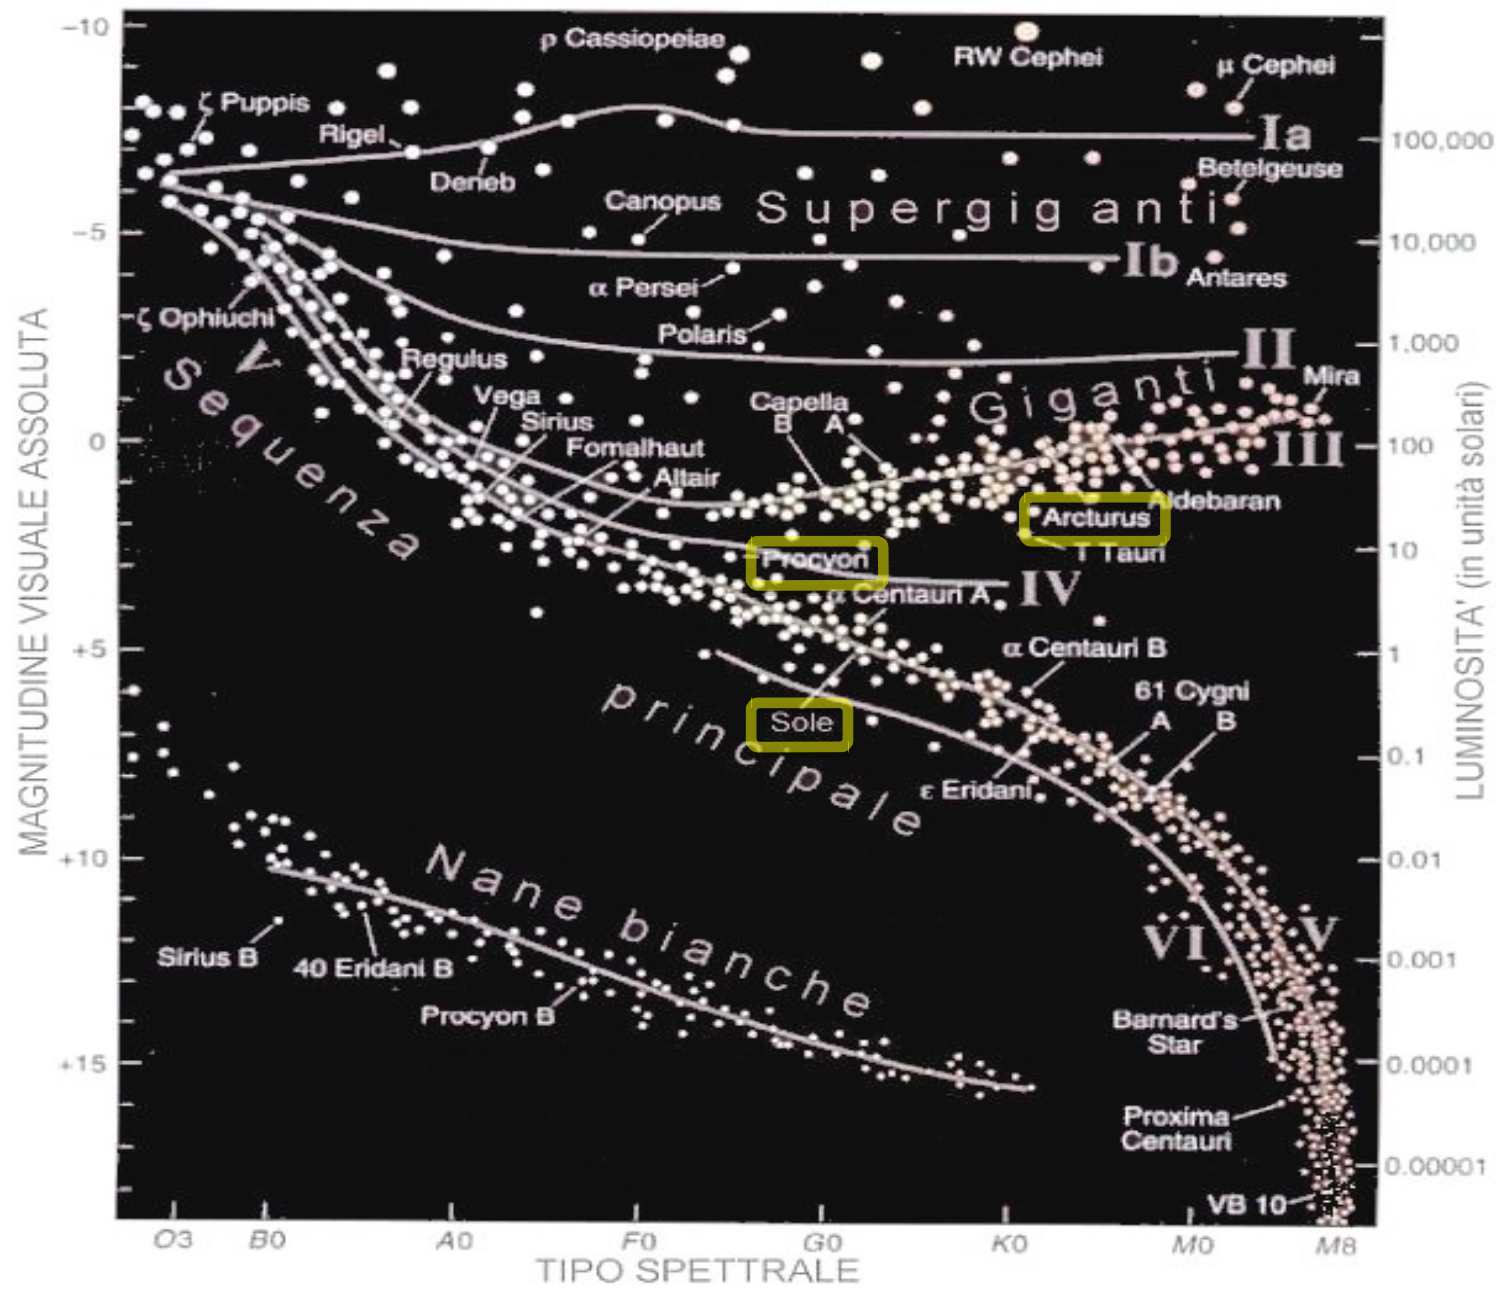 -10
ρ Cassiopeiae
RW Cephei
μ Cephei
ζ Puppis
Rigel
Ia
100,000
Deneb
Betelgeuse
Canopus
Supergiganti
-5
10,000
Ib
α Persei
Antares
ζ Ophiuchi
Polaris
1.000
II
V
Regulus
Giganti
Mira
Sequenza
Vega
Capella
B A
Sirius
0
100
Fomalhaut
III
Altair
Aldebaran
Arcturus
T Tauri
10
Procyon
IV
α Centauri A
+5
1
α Centauri B
61 Cygni
A B
principale
Sole
0.1
ε Eridani
+10
0.01
Nane bianche
Sirius B
40 Eridani B
VI
V
0.001
Procyon B
Barnard's
Star
+15
0.0001
Proxima
Centauri
0.00001
VB 10
O3 B0 A0 F0 G0 K0 M0 M8
TIPO SPETTRALE
MAGNITUDINE VISUALE ASSOLUTA
LUMINOSITA' (in unità solari)